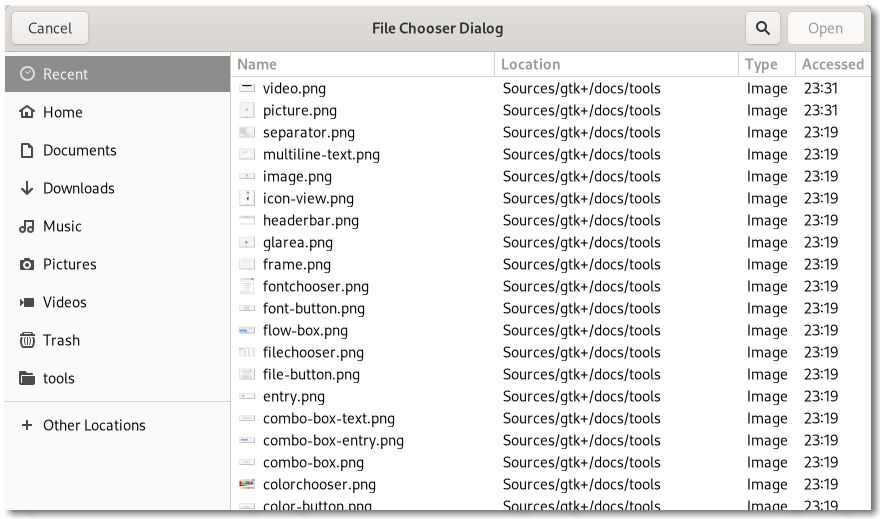 Cancel
File Chooser Dialog
Open
Recent
Home
Documents
Downloads
Music
Pictures
Videos
Trash
tools
Other Locations
Name Location Type Accessed
video.png Sources/gtk+/docs/tools Image 23:31
picture.png Sources/gtk+/docs/tools Image 23:31
separator.png Sources/gtk+/docs/tools Image 23:19
multiline-text.png Sources/gtk+/docs/tools Image 23:19
image.png Sources/gtk+/docs/tools Image 23:19
icon-view.png Sources/gtk+/docs/tools Image 23:19
headerbar.png Sources/gtk+/docs/tools Image 23:19
glarea.png Sources/gtk+/docs/tools Image 23:19
frame.png Sources/gtk+/docs/tools Image 23:19
fontchooser.png Sources/gtk+/docs/tools Image 23:19
font-button.png Sources/gtk+/docs/tools Image 23:19
flow-box.png Sources/gtk+/docs/tools Image 23:19
filechooser.png Sources/gtk+/docs/tools Image 23:19
file-button.png Sources/gtk+/docs/tools Image 23:19
entry.png Sources/gtk+/docs/tools Image 23:19
combo-box-text.png Sources/gtk+/docs/tools Image 23:19
combo-box-entry.png Sources/gtk+/docs/tools Image 23:19
combo-box.png Sources/gtk+/docs/tools Image 23:19
colorchooser.png Sources/gtk+/docs/tools Image 23:19
color-button.png Sources/gtk+/docs/tools Image 23:19